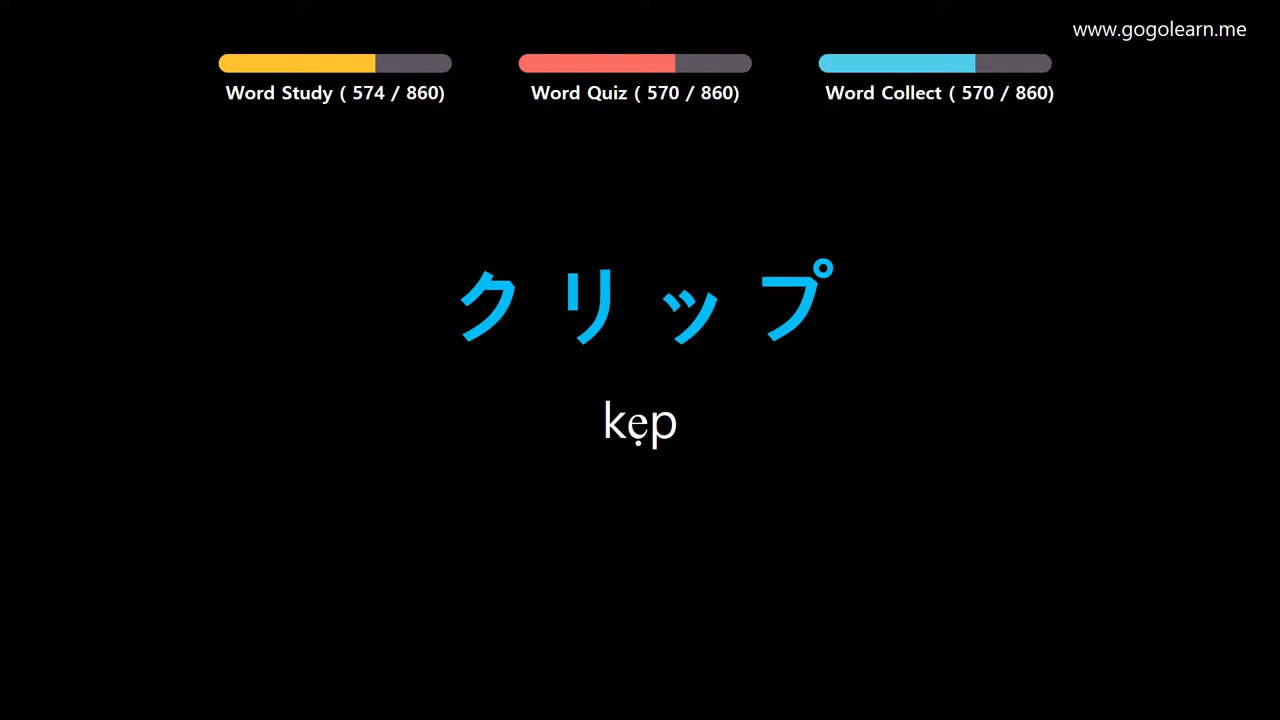 www.gogolearn.me
Word Study ( 574 / 860)
Word Quiz ( 570 / 860)
Word Collect ( 570 / 860)
クリップ
kẹp